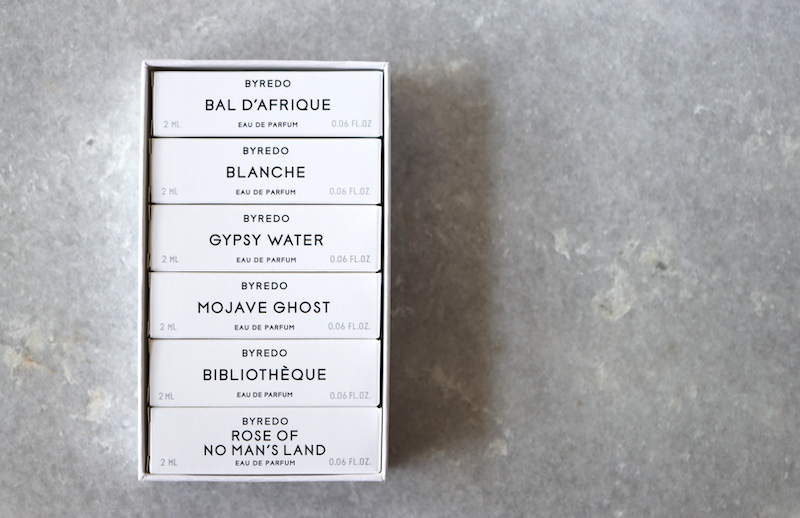 BYREDO
BAL D'AFRIQUE
2 ML EAU DE PARFUM 0.06 FL.OZ
BYREDO
BLANCHE
2 ML EAU DE PARFUM 0.06 FL.OZ
BYREDO
GYPSY WATER
2 ML EAU DE PARFUM 0.06 FL.OZ
BYREDO
MOJAVE GHOST
2 ML EAU DE PARFUM 0.06 FL.OZ.
BYREDO
BIBLIOTHÈQUE
2 ML EAU DE PARFUM 0.06 FL.OZ.
BYREDO
ROSE OF
NO MAN'S LAND
2 ML EAU DE PARFUM 0.06 FL.OZ